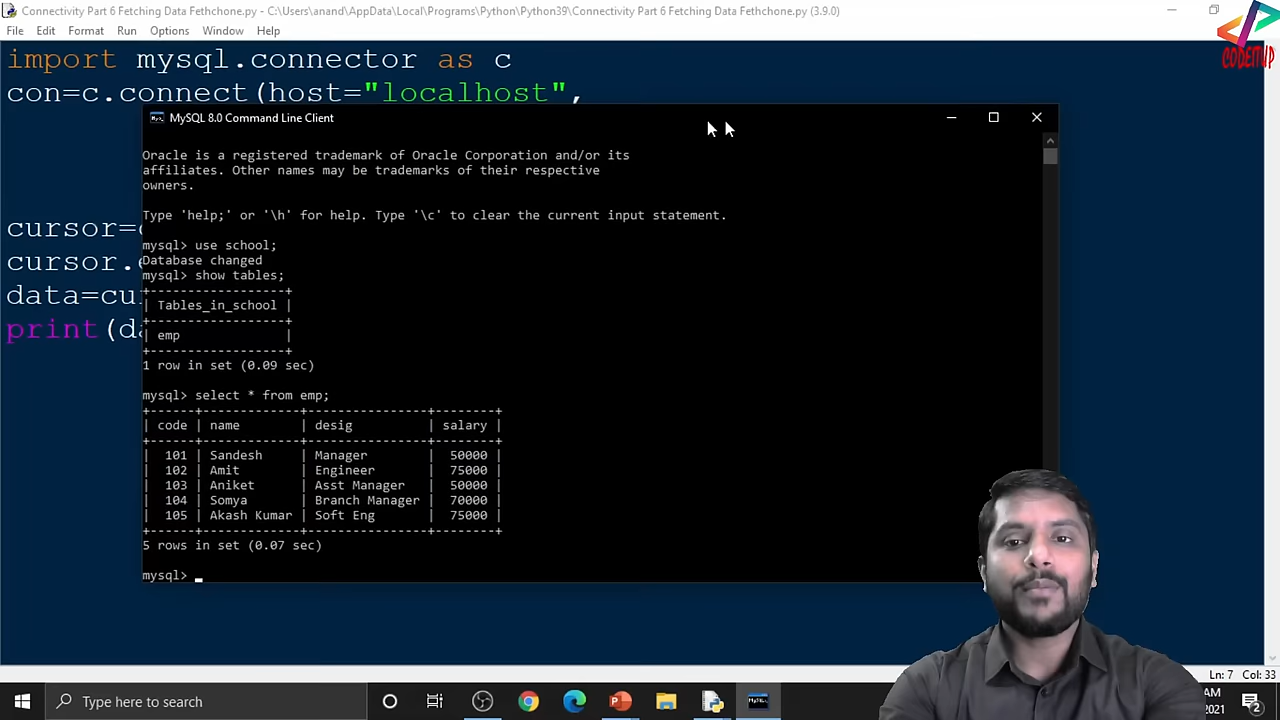 Connectivity Part 6 Fetching Data Fethchone.py - C:\Users\anand\AppData\Local\Programs\Python\Python39\Connectivity Part 6 Fetching Data Fethchone.py (3.9.0)
File Edit Format Run Options Window Help
CODEITUP
import mysql.connector as c
con=c.connect(host="localhost",
MySQL 8.0 Command Line Client
Oracle is a registered trademark of Oracle Corporation and/or its
affiliates. Other names may be trademarks of their respective
owners.
Type 'help;' or '\h' for help. Type '\c' to clear the current input statement.
cursor=
mysql> use school;
Database changed
cursor.
mysql> show tables;
+------------------+
data=cu
| Tables_in_school |
+------------------+
print(da
| emp |
+------------------+
1 row in set (0.09 sec)
mysql> select * from emp;
+------+------------+----------------+--------+
| code | name | desig | salary |
+------+------------+----------------+--------+
| 101 | Sandesh | Manager | 50000 |
| 102 | Amit | Engineer | 75000 |
| 103 | Aniket | Asst Manager | 50000 |
| 104 | Somya | Branch Manager | 70000 |
| 105 | Akash Kumar | Soft Eng | 75000 |
+------+------------+----------------+--------+
5 rows in set (0.07 sec)
mysql>
Ln: 7 Col: 33
Type here to search
AM
2021
2